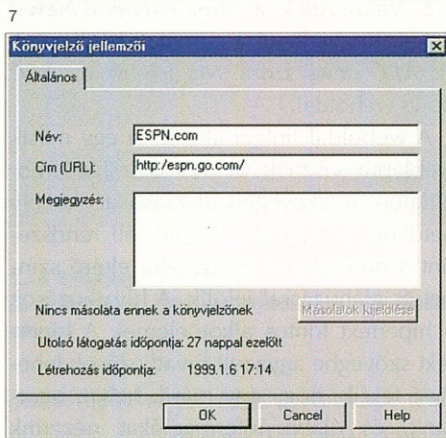 7
Könyvjelző jellemzői
Általános
Név: ESPN.com
Cím (URL): http:/espn.go.com/
Megjegyzés:
Nincs másolata ennek a könyvjelzőnek Másolatok kijelölése
Utolsó látogatás időpontja: 27 nappal ezelőtt
Létrehozás időpontja: 1999.1.6 17:14
OK Cancel Help